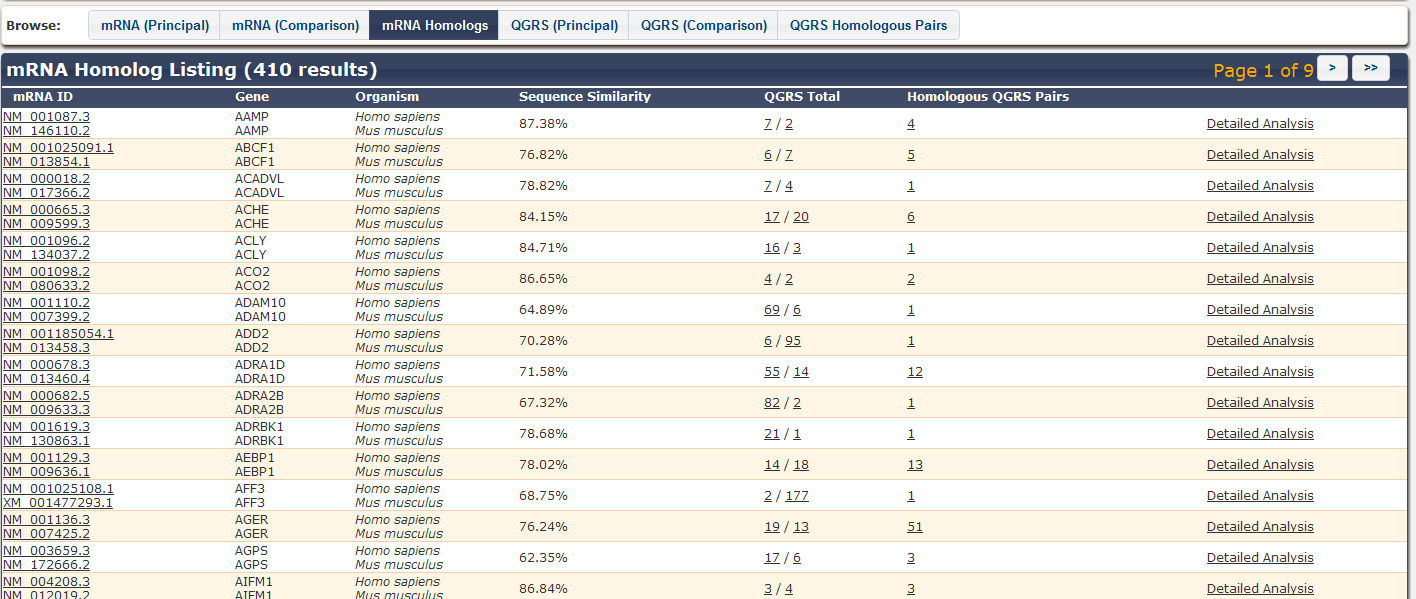 Browse: mRNA (Principal) mRNA (Comparison) mRNA Homologs QGRS (Principal) QGRS (Comparison) QGRS Homologous Pairs
mRNA Homolog Listing (410 results) Page 1 of 9 > >>
mRNA ID Gene Organism Sequence Similarity QGRS Total Homologous QGRS Pairs
NM_001087.3 AAMP Homo sapiens
NM_146110.2 AAMP Mus musculus
87.38% 7 / 2 4 Detailed Analysis
NM_001025091.1 ABCF1 Homo sapiens
NM_013854.1 ABCF1 Mus musculus
76.82% 6 / 7 5 Detailed Analysis
NM_000018.2 ACADVL Homo sapiens
NM_017366.2 ACADVL Mus musculus
78.82% 7 / 4 1 Detailed Analysis
NM_000665.3 ACHE Homo sapiens
NM_009599.3 ACHE Mus musculus
84.15% 17 / 20 6 Detailed Analysis
NM_001096.2 ACLY Homo sapiens
NM_134037.2 ACLY Mus musculus
84.71% 16 / 3 1 Detailed Analysis
NM_001098.2 ACO2 Homo sapiens
NM_080633.2 ACO2 Mus musculus
86.65% 4 / 2 2 Detailed Analysis
NM_001110.2 ADAM10 Homo sapiens
NM_007399.2 ADAM10 Mus musculus
64.89% 69 / 6 1 Detailed Analysis
NM_001185054.1 ADD2 Homo sapiens
NM_013458.3 ADD2 Mus musculus
70.28% 6 / 95 1 Detailed Analysis
NM_000678.3 ADRA1D Homo sapiens
NM_013460.4 ADRA1D Mus musculus
71.58% 55 / 14 12 Detailed Analysis
NM_000682.5 ADRA2B Homo sapiens
NM_009633.3 ADRA2B Mus musculus
67.32% 82 / 2 1 Detailed Analysis
NM_001619.3 ADRBK1 Homo sapiens
NM_130863.1 ADRBK1 Mus musculus
78.68% 21 / 1 1 Detailed Analysis
NM_001129.3 AEBP1 Homo sapiens
NM_009636.1 AEBP1 Mus musculus
78.02% 14 / 18 13 Detailed Analysis
NM_001025108.1 AFF3 Homo sapiens
XM_001477293.1 AFF3 Mus musculus
68.75% 2 / 177 1 Detailed Analysis
NM_001136.3 AGER Homo sapiens
NM_007425.2 AGER Mus musculus
76.24% 19 / 13 51 Detailed Analysis
NM_003659.3 AGPS Homo sapiens
NM_172666.2 AGPS Mus musculus
62.35% 17 / 6 3 Detailed Analysis
NM_004208.3 AIFM1 Homo sapiens
NM_012019.2 AIFM1 Mus musculus
86.84% 3 / 4 3 Detailed Analysis